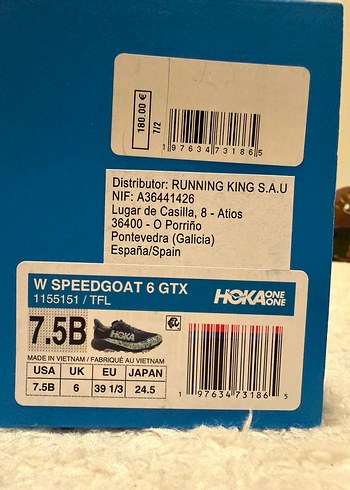 180.00 €
7/2
1 97634 73186 5
Distributor: RUNNING KING S.A.U
NIF: A36441426
Lugar de Casilla, 8 - Atios
36400 - O Porriño
Pontevedra (Galicia)
España/Spain
W SPEEDGOAT 6 GTX
1155151 / TFL
HOKA ONE ONE
7.5B
HOKA
MADE IN VIETNAM / FABRIQUÉ AU VIETNAM
USA UK EU JAPAN
7.5B 6 39 1/3 24.5
1 97634 73186 5